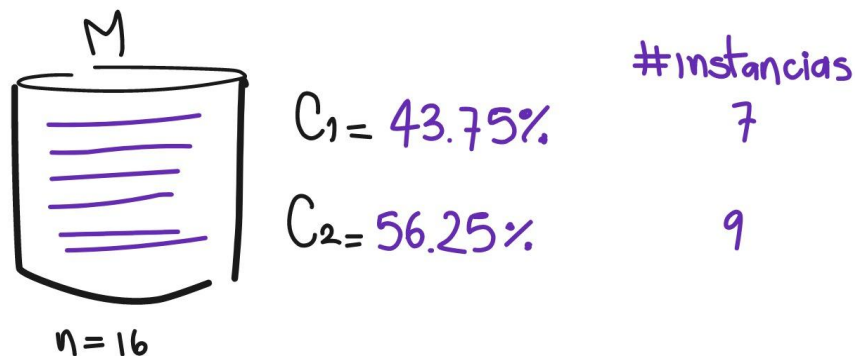 M
#instancias
C1 = 43.75% 7
C2 = 56.25% 9
n = 16